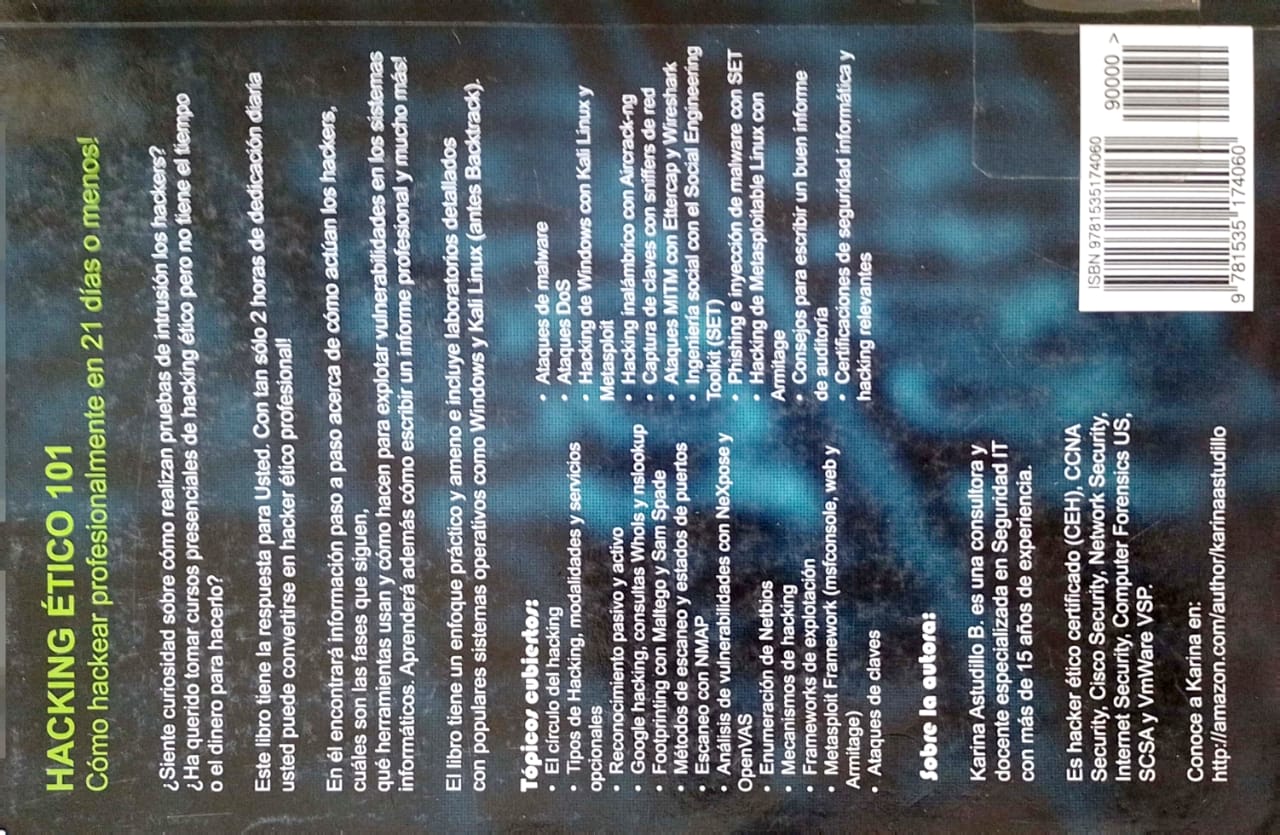 HACKING ÉTICO 101
Cómo hackear profesionalmente en 21 días o menos!
¿Siente curiosidad sobre cómo realizan pruebas de intrusión los hackers?
¿Ha querido tomar cursos presenciales de hacking ético pero no tiene el tiempo
o el dinero para hacerlo?
Este libro tiene la respuesta para Usted. Con tan sólo 2 horas de dedicación diaria
usted puede convertirse en hacker ético profesional!
En él encontrará información paso a paso acerca de cómo actúan los hackers,
cuáles son las fases que siguen,
qué herramientas usan y cómo hacen para explotar vulnerabilidades en los sistemas
informáticos. Aprenderá además cómo escribir un informe profesional y mucho más!
El libro tiene un enfoque práctico y ameno e incluye laboratorios detallados
con populares sistemas operativos como Windows y Kali Linux (antes Backtrack).
Tópicos cubiertos:
• El círculo del hacking
• Tipos de Hacking, modalidades y servicios
opcionales
• Reconocimiento pasivo y activo
• Google hacking, consultas WhoIs y nslookup
• Footprinting con Maltego y Sam Spade
• Métodos de escaneo y estados de puertos
• Escaneo con NMAP
• Análisis de vulnerabilidades con NeXpose y
OpenVAS
• Enumeración de Netbios
• Mecanismos de hacking
• Frameworks de explotación
• Metasploit Framework (msfconsole, web y
Armitage)
• Ataques de claves
• Ataques de malware
• Ataques DoS
• Hacking de Windows con Kali Linux y
Metasploit
• Hacking inalámbrico con Aircrack-ng
• Captura de claves con sniffers de red
• Ataques MITM con Ettercap y Wireshark
• Ingeniería social con el Social Engineering
Toolkit (SET)
• Phishing e inyección de malware con SET
• Hacking de Metasploitable Linux con
Armitage
• Consejos para escribir un buen informe
de auditoría
• Certificaciones de seguridad informática y
hacking relevantes
Sobre la autora:
Karina Astudillo B. es una consultora y
docente especializada en Seguridad IT
con más de 15 años de experiencia.
Es hacker ético certificado (CEH), CCNA
Security, Cisco Security, Network Security,
Internet Security, Computer Forensics US,
SCSA y VmWare VSP.
Conoce a Karina en:
http://amazon.com/author/karinaastudillo
ISBN 9781535174060
90000 >
9 781535 174060